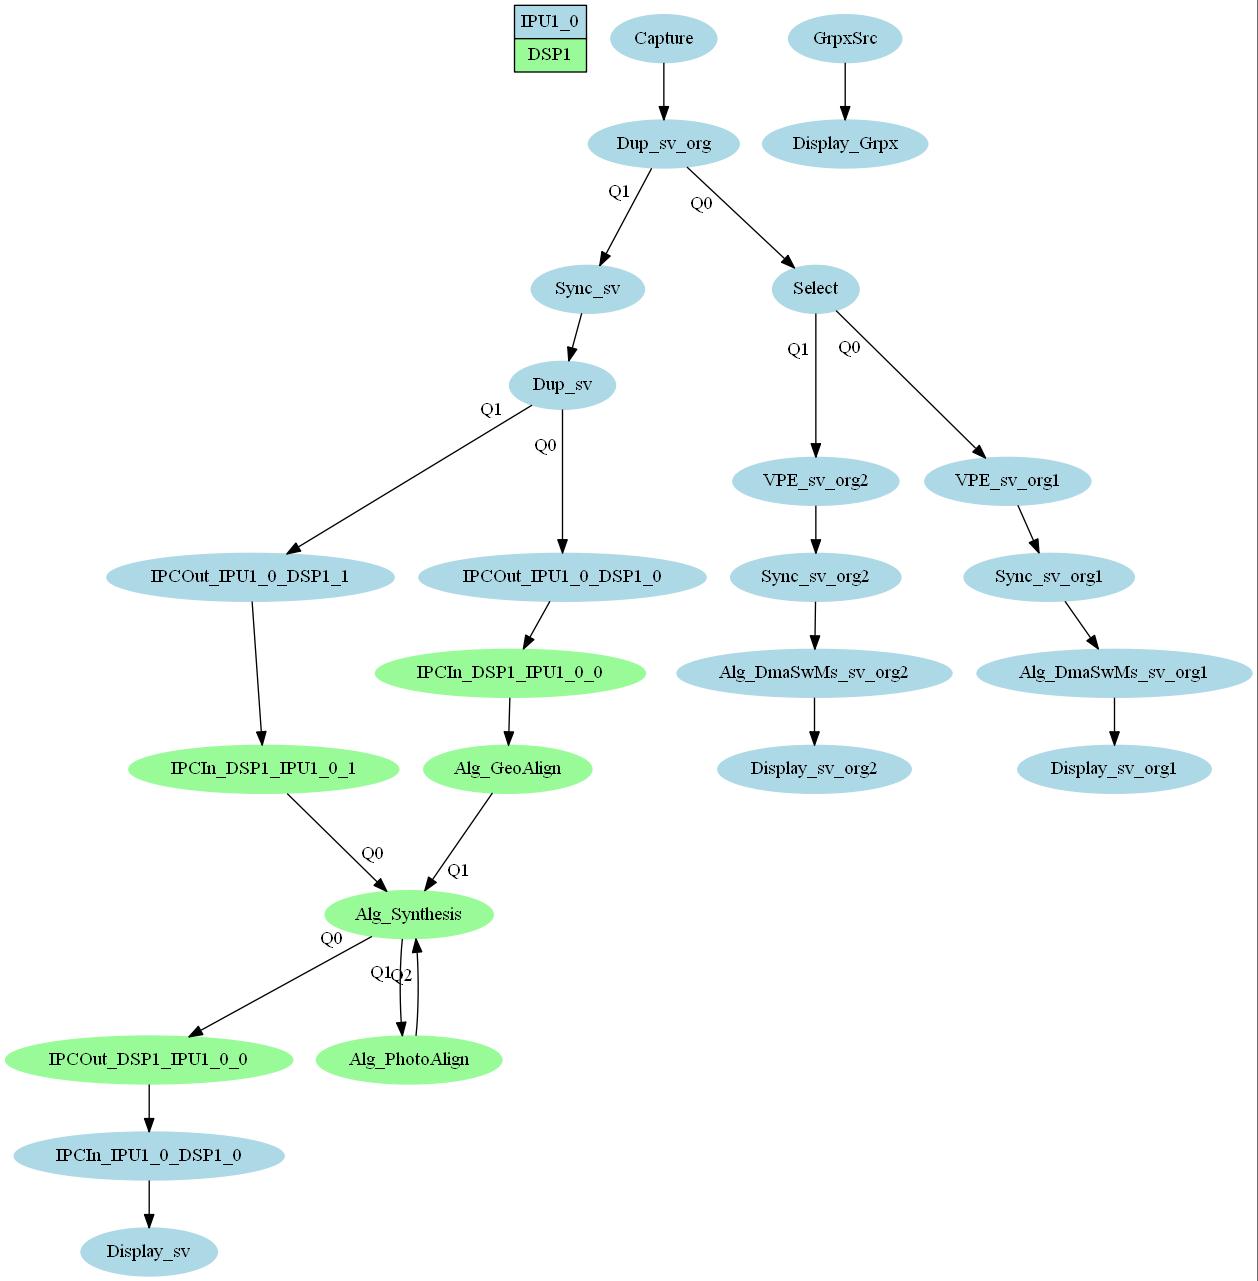 IPU1_0
DSP1
Capture
GrpxSrc
Dup_sv_org
Display_Grpx
Q1
Q0
Sync_sv
Select
Q1
Q0
Dup_sv
Q1
Q0
VPE_sv_org2
VPE_sv_org1
IPCOut_IPU1_0_DSP1_1
IPCOut_IPU1_0_DSP1_0
Sync_sv_org2
Sync_sv_org1
IPCIn_DSP1_IPU1_0_0
Alg_DmaSwMs_sv_org2
Alg_DmaSwMs_sv_org1
IPCIn_DSP1_IPU1_0_1
Alg_GeoAlign
Display_sv_org2
Display_sv_org1
Q0
Q1
Alg_Synthesis
Q0
Q1
Q2
IPCOut_DSP1_IPU1_0_0
Alg_PhotoAlign
IPCIn_IPU1_0_DSP1_0
Display_sv